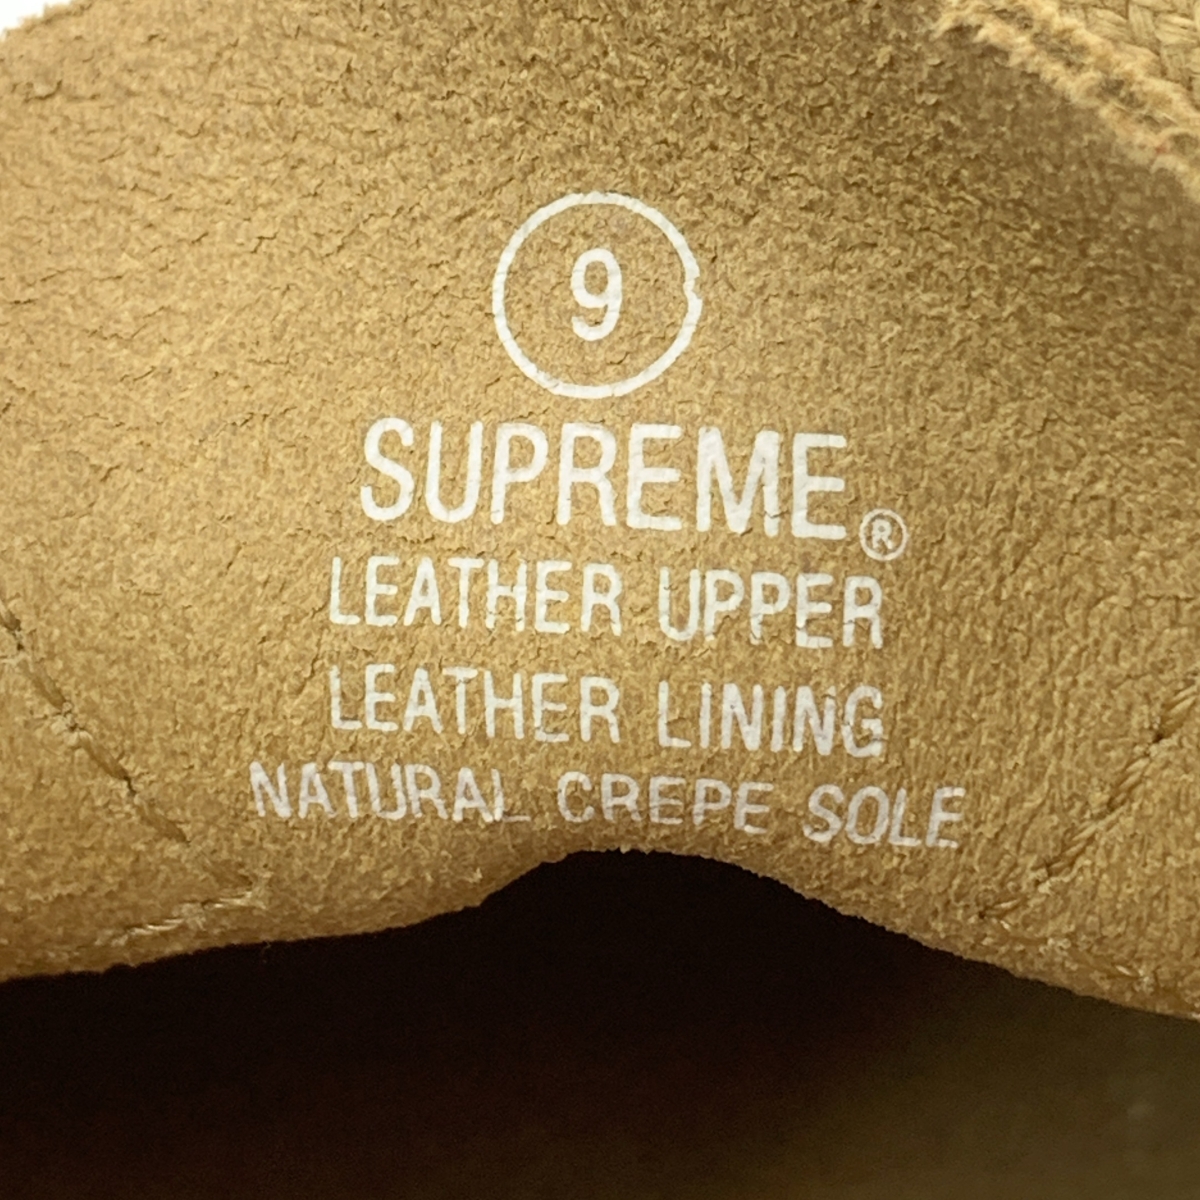 9
SUPREME®
LEATHER UPPER
LEATHER LINING
NATURAL CREPE SOLE